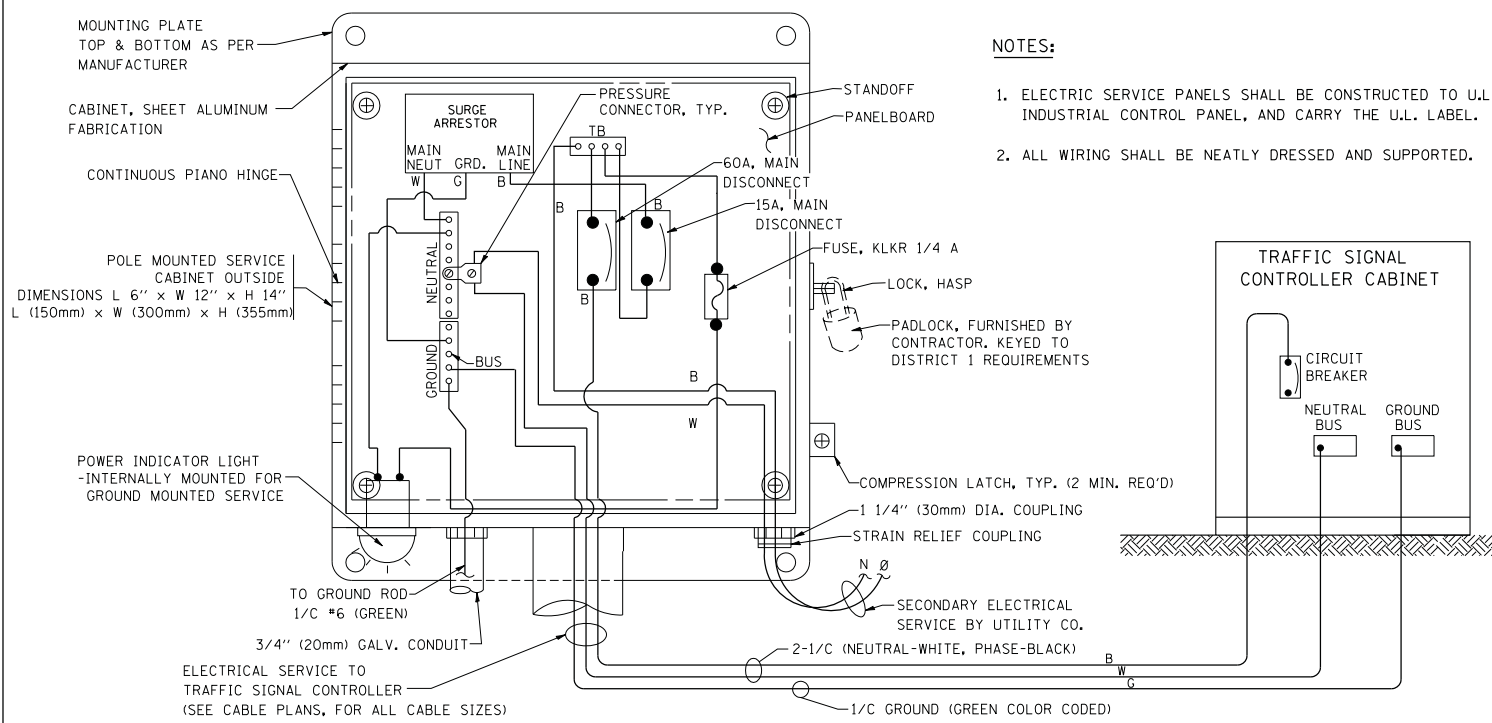 MOUNTING PLATE
TOP & BOTTOM AS PER
MANUFACTURER
CABINET, SHEET ALUMINUM
FABRICATION
CONTINUOUS PIANO HINGE
POLE MOUNTED SERVICE
CABINET OUTSIDE
DIMENSIONS L 6'' x W 12'' x H 14''
L (150mm) x W (300mm) x H (355mm)
POWER INDICATOR LIGHT
-INTERNALLY MOUNTED FOR
GROUND MOUNTED SERVICE
SURGE
ARRESTOR
MAIN
NEUT
GRD.
MAIN
LINE
W
G
B
PRESSURE
CONNECTOR, TYP.
TB
60A, MAIN
DISCONNECT
15A, MAIN
DISCONNECT
B
B
B
NEUTRAL
GROUND
BUS
B
W
STANDOFF
PANELBOARD
FUSE, KLKR 1/4 A
LOCK, HASP
PADLOCK, FURNISHED BY
CONTRACTOR. KEYED TO
DISTRICT 1 REQUIREMENTS
COMPRESSION LATCH, TYP. (2 MIN. REQ'D)
1 1/4'' (30mm) DIA. COUPLING
STRAIN RELIEF COUPLING
N Ø
SECONDARY ELECTRICAL
SERVICE BY UTILITY CO.
TO GROUND ROD
1/C #6 (GREEN)
3/4'' (20mm) GALV. CONDUIT
ELECTRICAL SERVICE TO
TRAFFIC SIGNAL CONTROLLER
(SEE CABLE PLANS, FOR ALL CABLE SIZES)
2-1/C (NEUTRAL-WHITE, PHASE-BLACK)
B
W
G
1/C GROUND (GREEN COLOR CODED)
NOTES:
1. ELECTRIC SERVICE PANELS SHALL BE CONSTRUCTED TO U.L
INDUSTRIAL CONTROL PANEL, AND CARRY THE U.L. LABEL.
2. ALL WIRING SHALL BE NEATLY DRESSED AND SUPPORTED.
TRAFFIC SIGNAL
CONTROLLER CABINET
CIRCUIT
BREAKER
NEUTRAL
BUS
GROUND
BUS